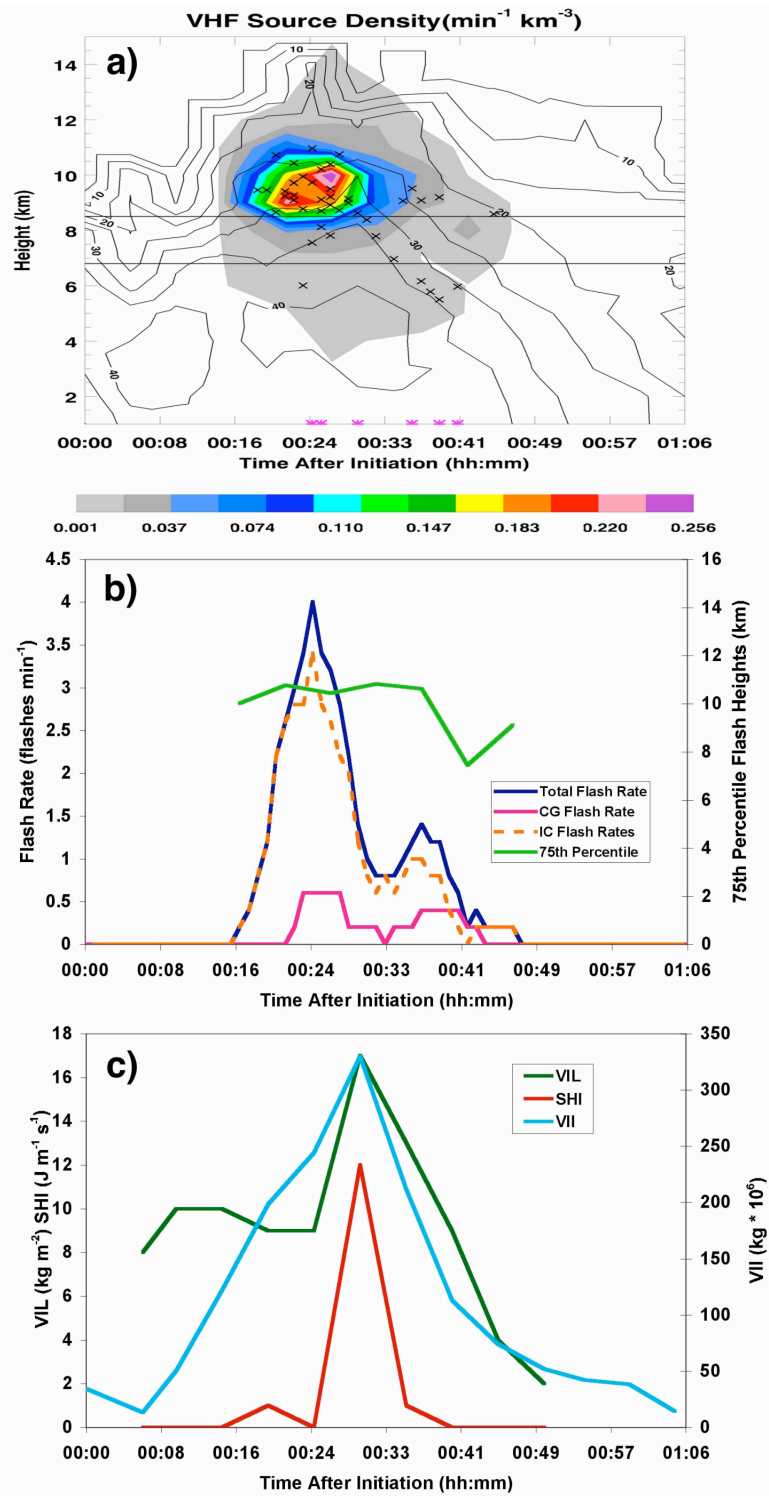 VHF Source Density(min⁻¹ km⁻³)
a)
Height (km)
14
12
10
8
6
4
2
10
20
10
10
20
30
40
40
20
30
10
20
00:00 00:08 00:16 00:24 00:33 00:41 00:49 00:57 01:06
Time After Initiation (hh:mm)
0.001 0.037 0.074 0.110 0.147 0.183 0.220 0.256
b)
Flash Rate (flashes min⁻¹)
4.5
4
3.5
3
2.5
2
1.5
1
0.5
0
75th Percentile Flash Heights (km)
16
14
12
10
8
6
4
2
0
Total Flash Rate
CG Flash Rate
IC Flash Rates
75th Percentile
00:00 00:08 00:16 00:24 00:33 00:41 00:49 00:57 01:06
Time After Initiation (hh:mm)
c)
VIL (kg m⁻²) SHI (J m⁻¹ s⁻¹)
18
16
14
12
10
8
6
4
2
0
VII (kg * 10⁶)
350
300
250
200
150
100
50
0
VIL
SHI
VII
00:00 00:08 00:16 00:24 00:33 00:41 00:49 00:57 01:06
Time After Initiation (hh:mm)